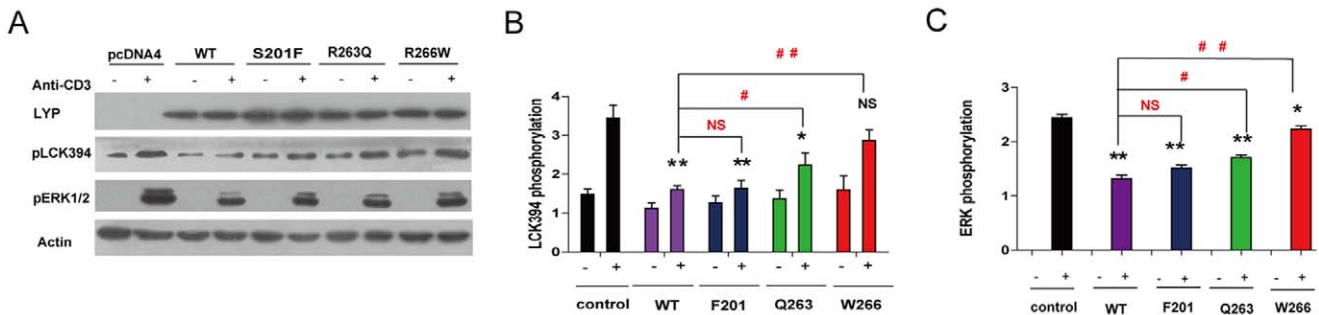 A
pcDNA4 WT S201F R263Q R266W
Anti-CD3 - + - + - + - + - +
LYP
pLCK394
pERK1/2
Actin
B
LCK394 phosphorylation
4
3
2
1
0
# #
#
NS
** ** * NS
- + - + - + - + - +
control WT F201 Q263 W266
C
ERK phosphorylation
3
2
1
0
# #
#
NS
** ** ** *
- + - + - + - + - +
control WT F201 Q263 W266